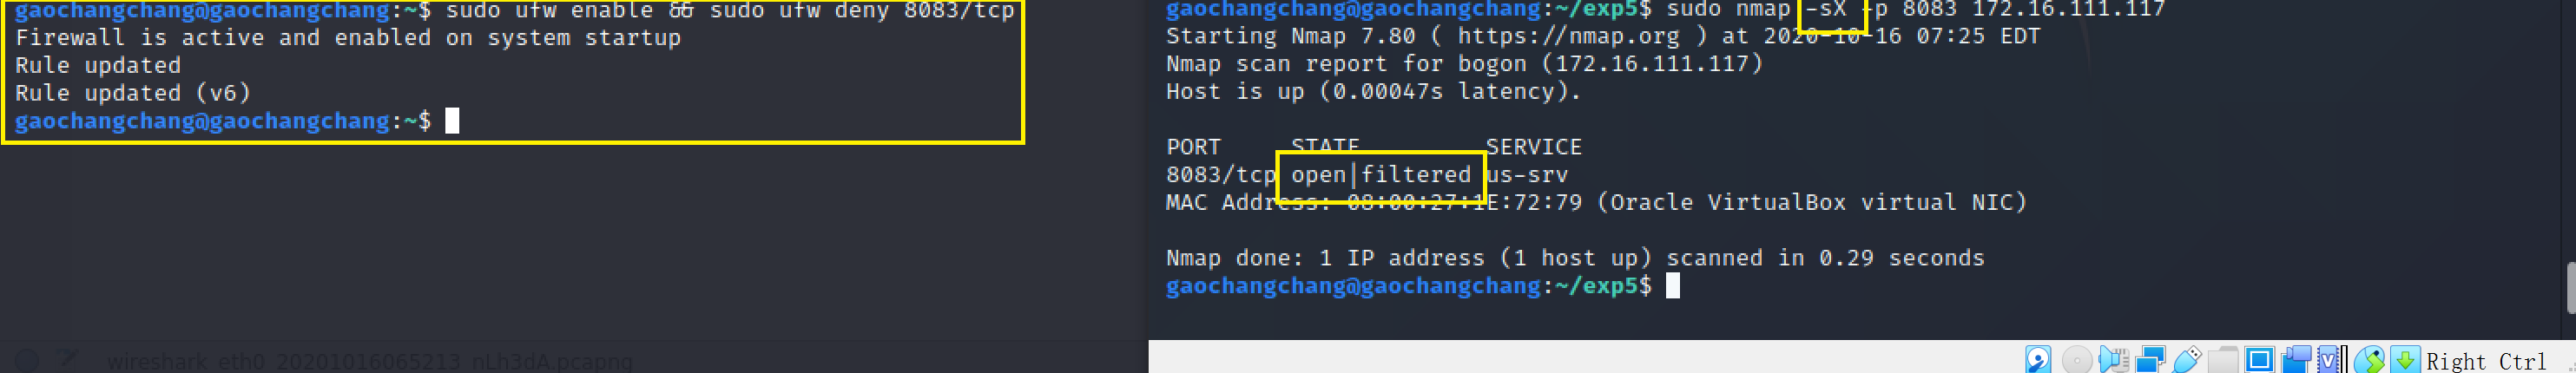 gaochangchang@gaochangchang:~$ sudo ufw enable && sudo ufw deny 8083/tcp
Firewall is active and enabled on system startup
Rule updated
Rule updated (v6)
gaochangchang@gaochangchang:~$
wireshark_eth0_20201016065213_nLh3dA.pcapng
gaochangchang@gaochangchang:~/exp5$ sudo nmap -sX -p 8083 172.16.111.117
Starting Nmap 7.80 ( https://nmap.org ) at 2020-10-16 07:25 EDT
Nmap scan report for bogon (172.16.111.117)
Host is up (0.00047s latency).
PORT STATE SERVICE
8083/tcp open|filtered us-srv
MAC Address: 08:00:27:1E:72:79 (Oracle VirtualBox virtual NIC)
Nmap done: 1 IP address (1 host up) scanned in 0.29 seconds
gaochangchang@gaochangchang:~/exp5$
Right Ctrl